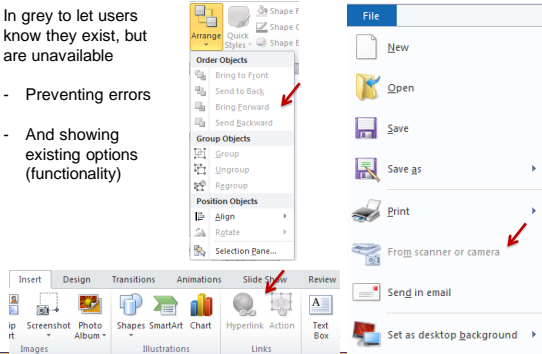 In grey to let users
know they exist, but
are unavailable
- Preventing errors
- And showing
existing options
(functionality)
Arrange
Quick
Styles
Shape F
Shape O
Shape E
Order Objects
Bring to Front
Send to Back
Bring Forward
Send Backward
Group Objects
Group
Ungroup
Regroup
Position Objects
Align
Rotate
Selection Pane...
File
New
Open
Save
Save as
Print
From scanner or camera
Send in email
Set as desktop background
Insert Design Transitions Animations Slide Show Review
ip Screenshot Photo Shapes SmartArt Chart Hyperlink Action Text
rt Album Box
Images Illustrations Links